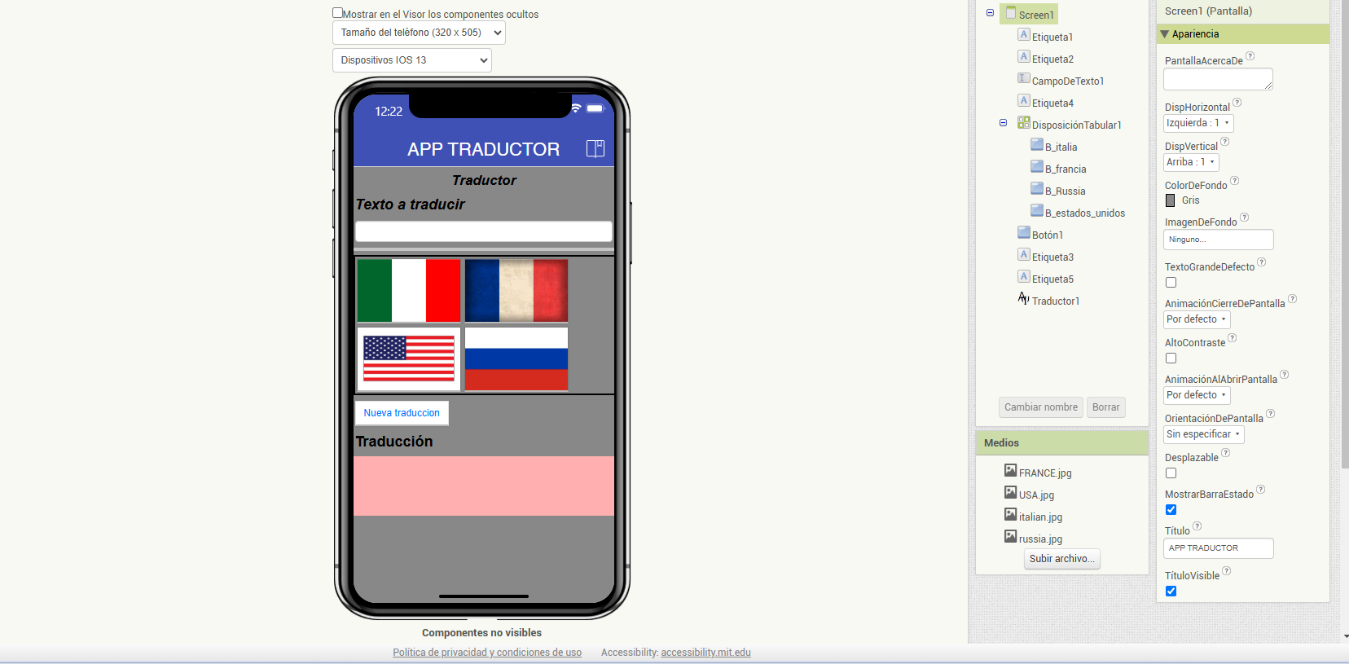 Mostrar en el Visor los componentes ocultos
Tamaño del teléfono (320 x 505)
Dispositivos IOS 13
12:22
APP TRADUCTOR
Traductor
Texto a traducir
Nueva traduccion
Traducción
Componentes no visibles
Política de privacidad y condiciones de uso
Accessibility: accessibility.mit.edu
Screen1
Etiqueta1
Etiqueta2
CampoDeTexto1
Etiqueta4
DisposiciónTabular1
B_italia
B_francia
B_Russia
B_estados_unidos
Botón1
Etiqueta3
Etiqueta5
Traductor1
Cambiar nombre
Borrar
Medios
FRANCE.jpg
USA.jpg
italian.jpg
russia.jpg
Subir archivo...
Screen1 (Pantalla)
Apariencia
PantallaAcercaDe
DispHorizontal
Izquierda : 1
DispVertical
Arriba : 1
ColorDeFondo
Gris
ImagenDeFondo
Ninguno...
TextoGrandeDefecto
AnimaciónCierreDePantalla
Por defecto
AltoContraste
AnimaciónAlAbrirPantalla
Por defecto
OrientaciónDePantalla
Sin especificar
Desplazable
MostrarBarraEstado
Título
APP TRADUCTOR
TítuloVisible